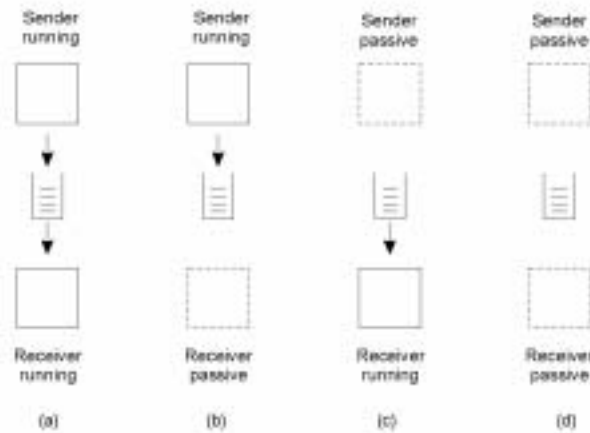 Sender
running
Sender
running
Sender
passive
Sender
passive
Receiver
running
Receiver
passive
Receiver
running
Receiver
passive
(a)
(b)
(c)
(d)